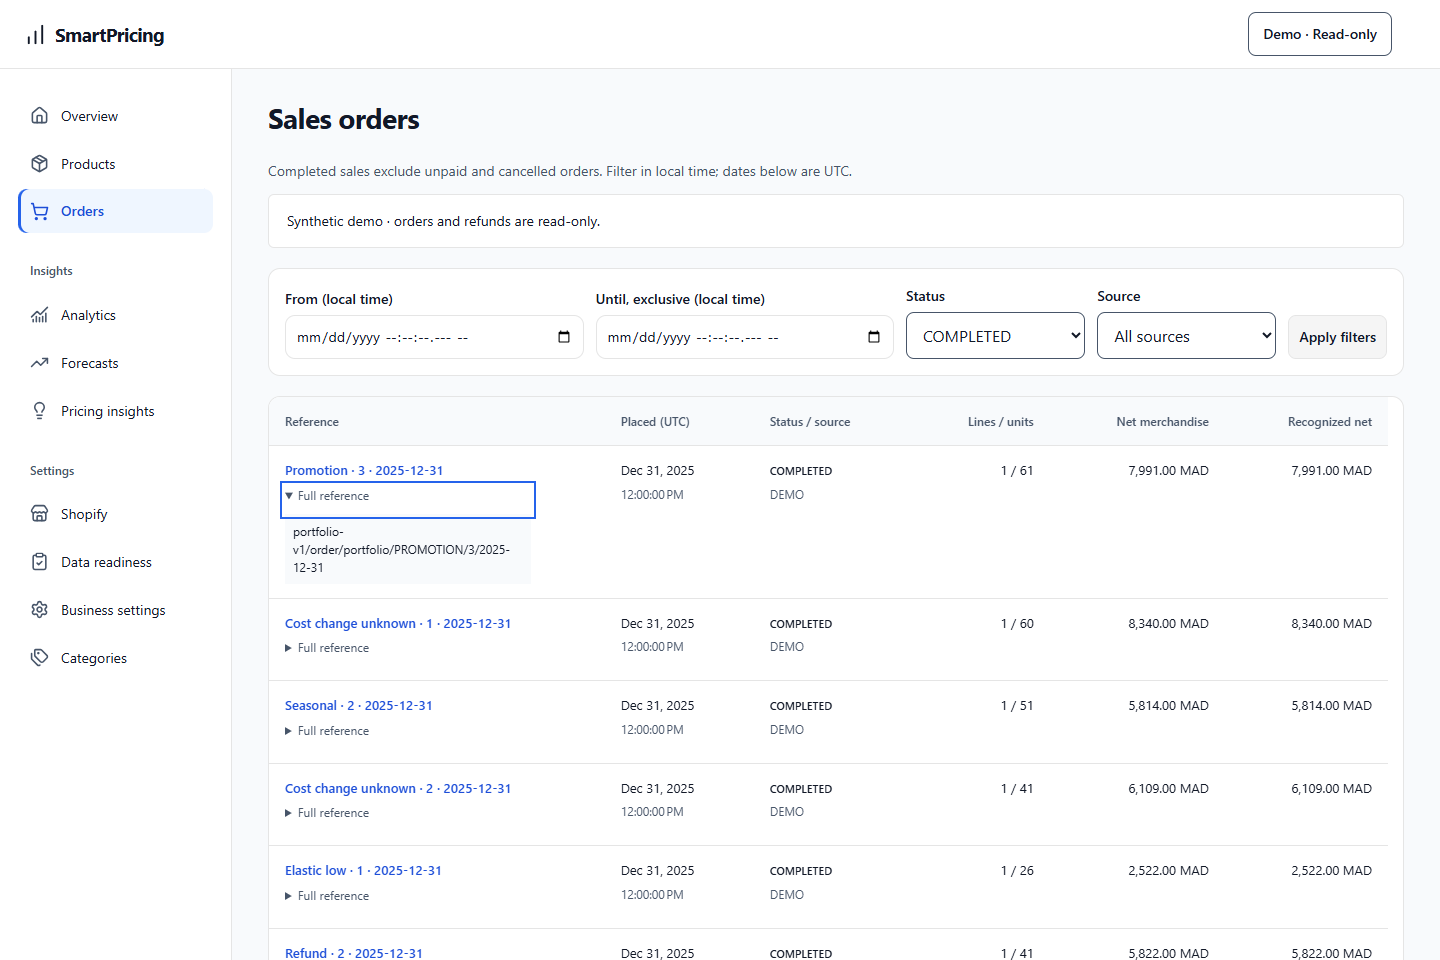 SmartPricing
Demo · Read-only
Overview
Products
Orders
Insights
Analytics
Forecasts
Pricing insights
Settings
Shopify
Data readiness
Business settings
Categories
Sales orders
Completed sales exclude unpaid and cancelled orders. Filter in local time; dates below are UTC.
Synthetic demo · orders and refunds are read-only.
From (local time)
mm/dd/yyyy --:--:--.--- --
Until, exclusive (local time)
mm/dd/yyyy --:--:--.--- --
Status
COMPLETED
Source
All sources
Apply filters
Reference Placed (UTC) Status / source Lines / units Net merchandise Recognized net
Promotion · 3 · 2025-12-31 Dec 31, 2025 COMPLETED 1 / 61 7,991.00 MAD 7,991.00 MAD
Full reference 12:00:00 PM DEMO
portfolio-
v1/order/portfolio/PROMOTION/3/2025-
12-31
Cost change unknown · 1 · 2025-12-31 Dec 31, 2025 COMPLETED 1 / 60 8,340.00 MAD 8,340.00 MAD
Full reference 12:00:00 PM DEMO
Seasonal · 2 · 2025-12-31 Dec 31, 2025 COMPLETED 1 / 51 5,814.00 MAD 5,814.00 MAD
Full reference 12:00:00 PM DEMO
Cost change unknown · 2 · 2025-12-31 Dec 31, 2025 COMPLETED 1 / 41 6,109.00 MAD 6,109.00 MAD
Full reference 12:00:00 PM DEMO
Elastic low · 1 · 2025-12-31 Dec 31, 2025 COMPLETED 1 / 26 2,522.00 MAD 2,522.00 MAD
Full reference 12:00:00 PM DEMO
Refund · 2 · 2025-12-31 Dec 31, 2025 COMPLETED 1 / 41 5,822.00 MAD 5,822.00 MAD